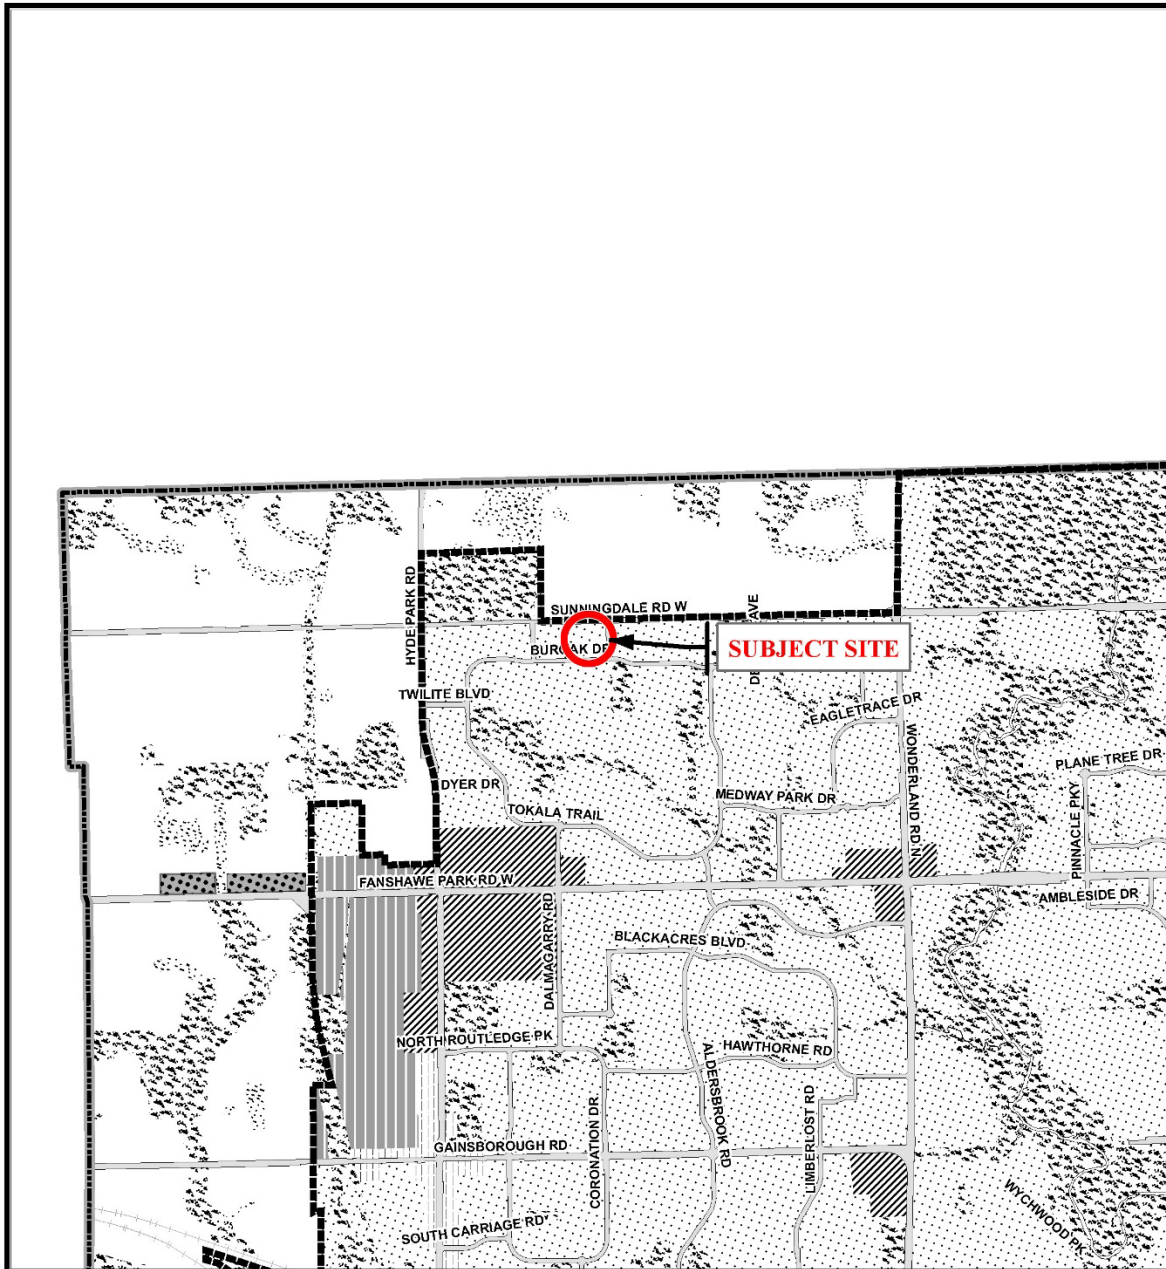 HYDE PARK RD
SUNNINGDALE RD W
SUBJECT SITE
TWILITE BLVD
EAGLETRACE DR
WONDERLAND RD N
PLANE TREE DR
DYER DR
MEDWAY PARK DR
TOKALA TRAIL
PINNACLE PKY
FANSHAWE PARK RD W
AMBLESIDE DR
DALMAGARRY RD
BLACKACRES BLVD
NORTH ROUTLEDGE PK
HAWTHORNE RD
ALDERSBROOK RD
CORONATION DR
LIMBERLOST RD
GAINSBOROUGH RD
WYCHWOOD PK
SOUTH CARRIAGE RD